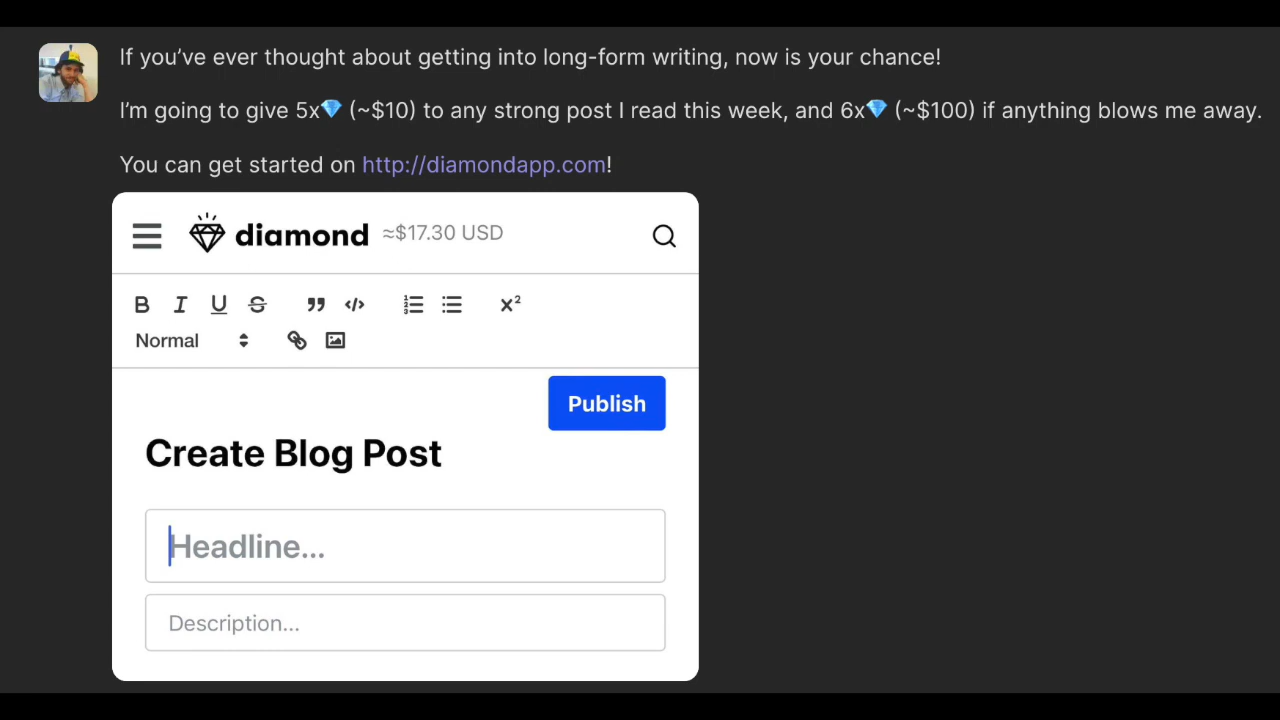 If you’ve ever thought about getting into long-form writing, now is your chance!
I’m going to give 5x💎 (~$10) to any strong post I read this week, and 6x💎 (~$100) if anything blows me away.
You can get started on http://diamondapp.com!
diamond ≈$17.30 USD
B I U S ” </> x²
Normal
Publish
Create Blog Post
Headline...
Description...